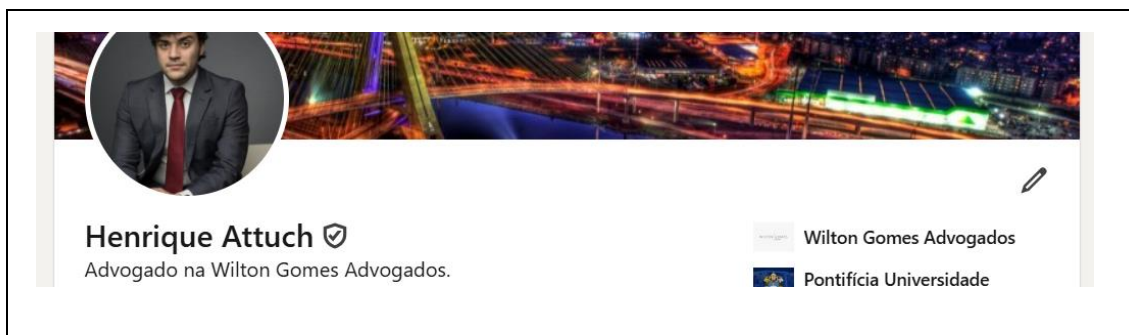 Henrique Attuch
Advogado na Wilton Gomes Advogados.
Wilton Gomes Advogados
Pontifícia Universidade